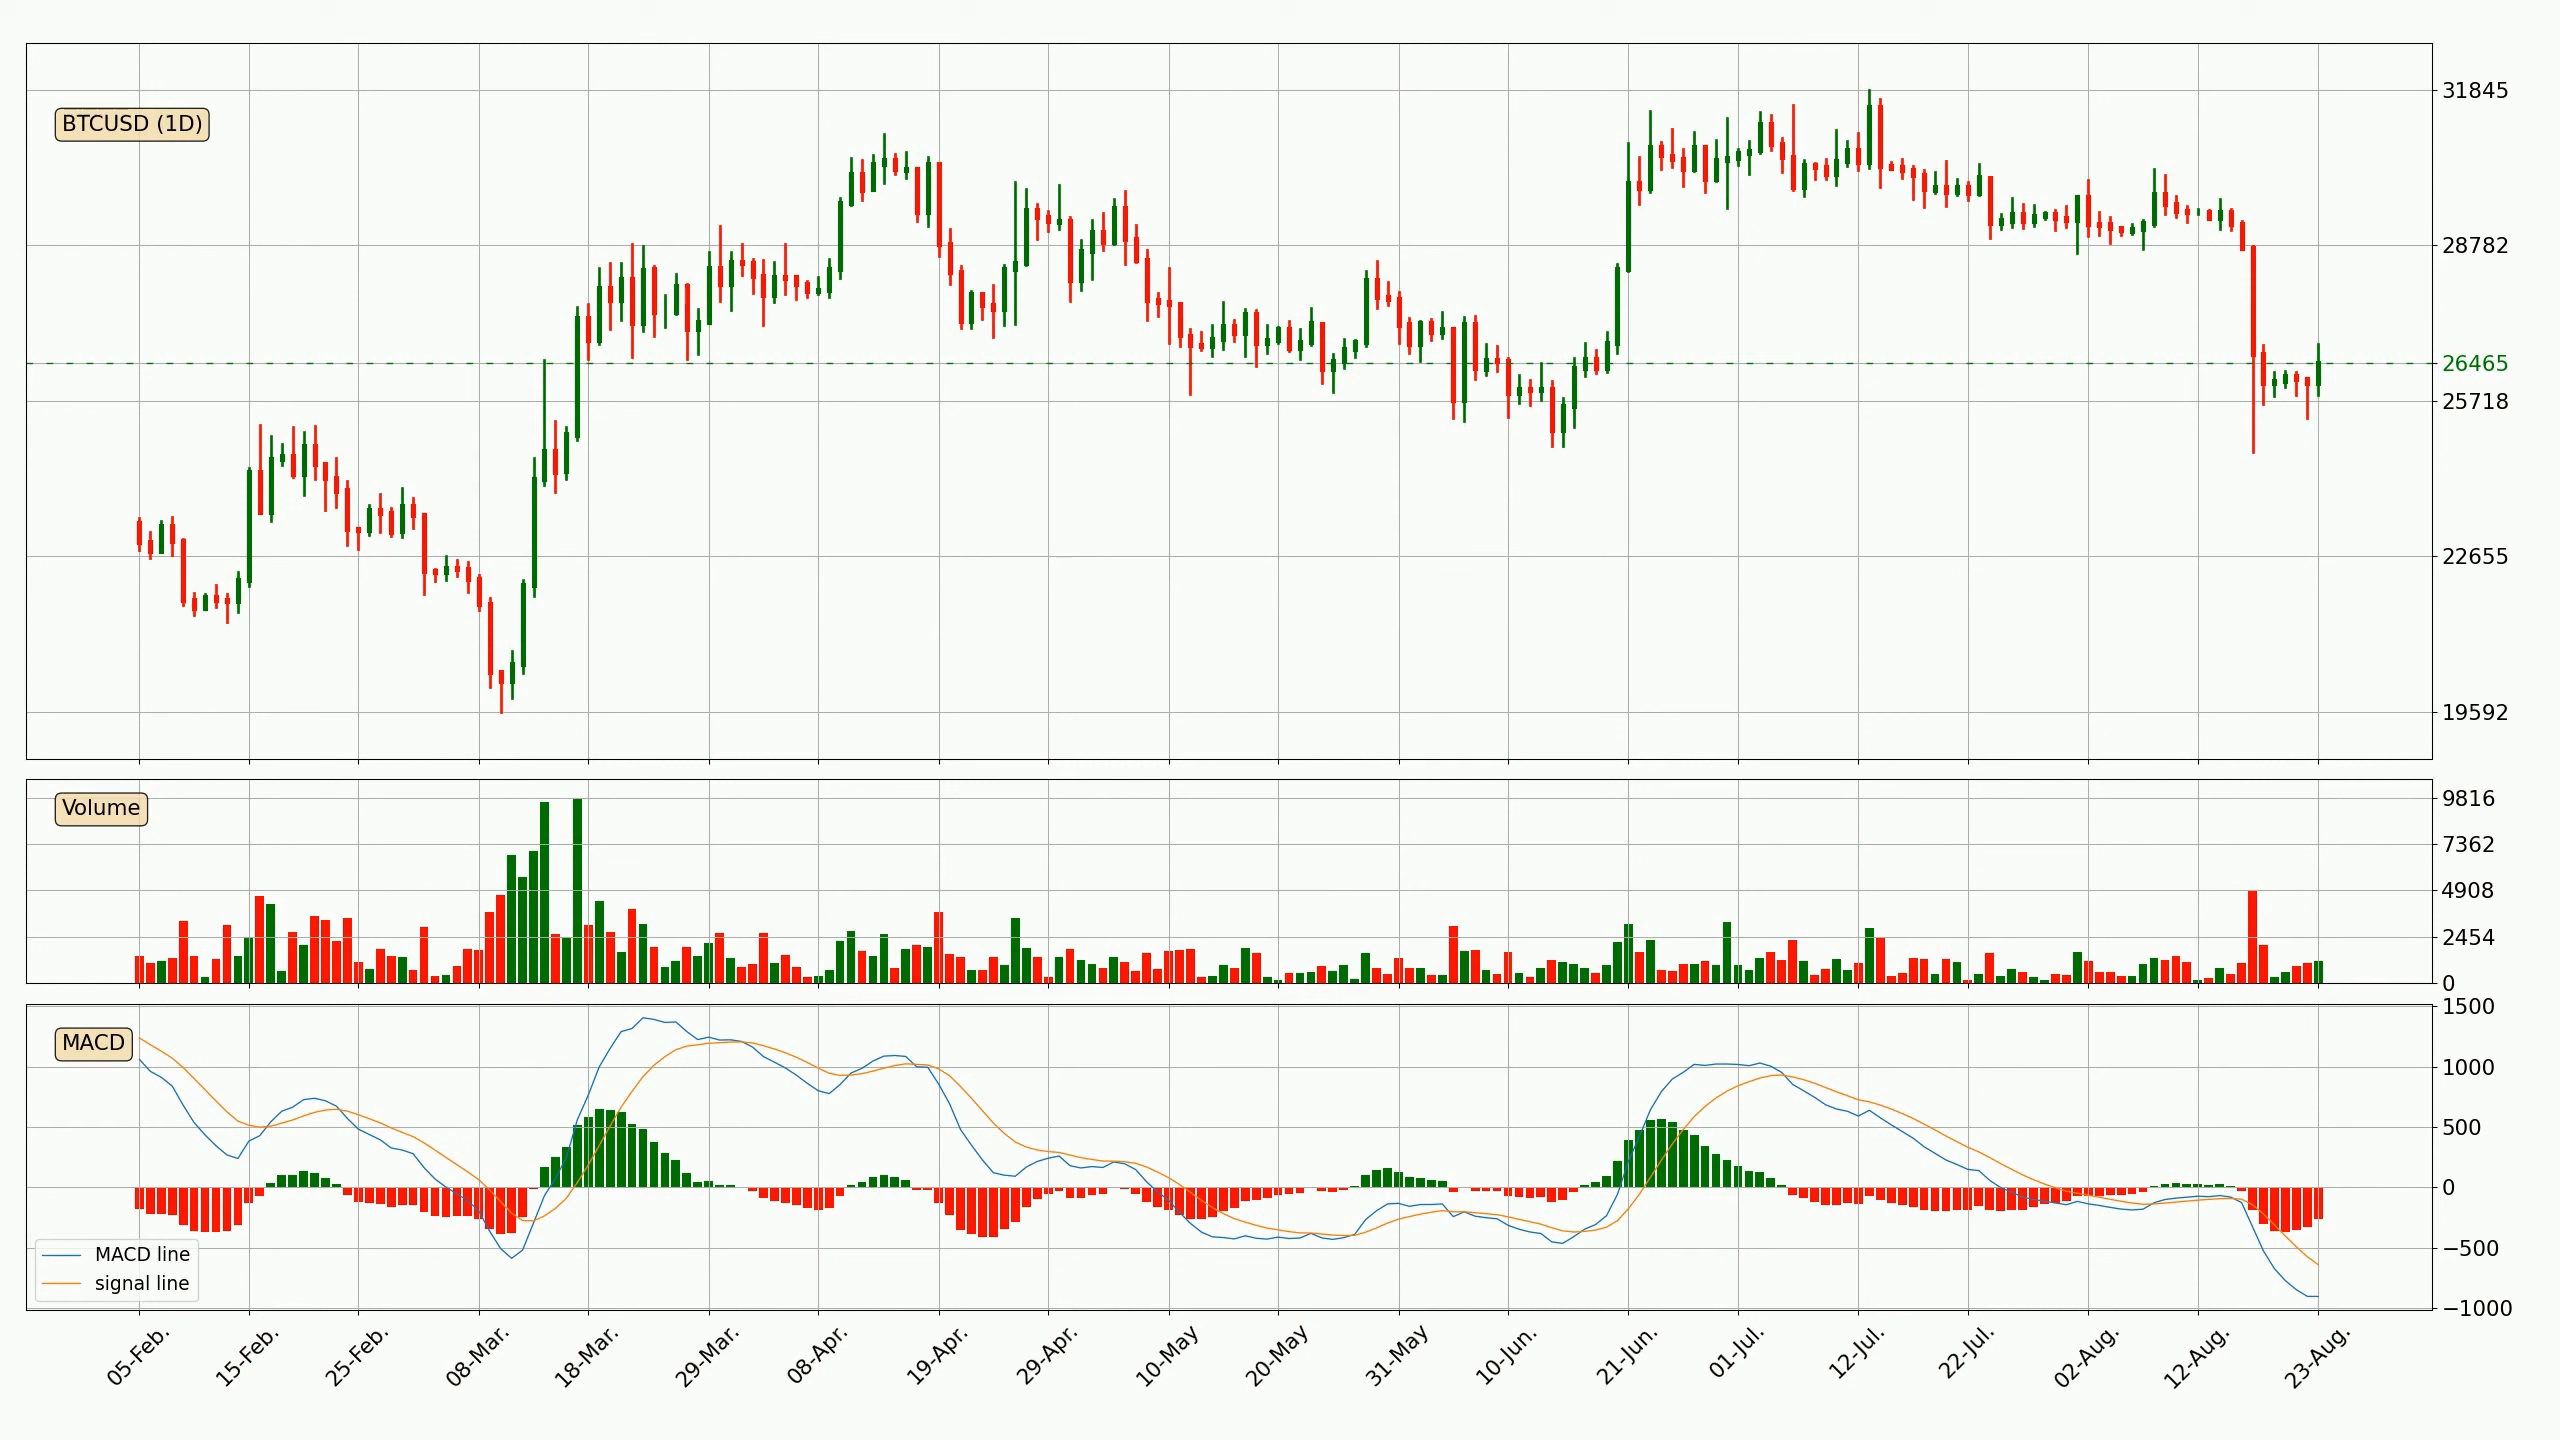 BTCUSD (1D)
31845
28782
26465
25718
22655
19592
Volume
9816
7362
4908
2454
0
MACD
1500
1000
500
0
−500
−1000
MACD line
signal line
05-Feb.
15-Feb.
25-Feb.
08-Mar.
18-Mar.
29-Mar.
08-Apr.
19-Apr.
29-Apr.
10-May
20-May
31-May
10-Jun.
21-Jun.
01-Jul.
12-Jul.
22-Jul.
02-Aug.
12-Aug.
23-Aug.